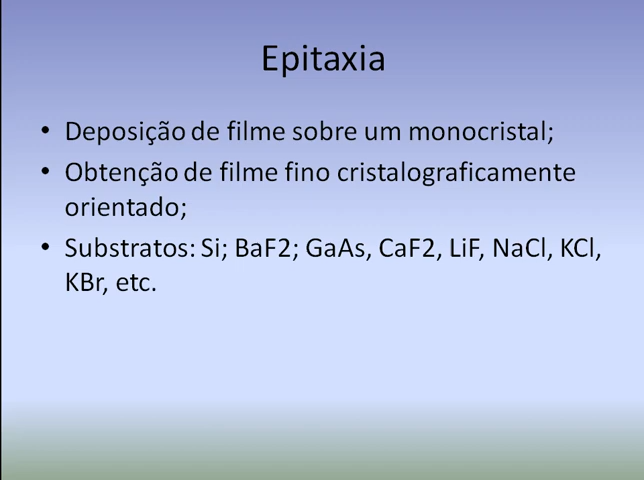 Epitaxia
• Deposição de filme sobre um monocristal;
• Obtenção de filme fino cristalograficamente
orientado;
• Substratos: Si; BaF2; GaAs, CaF2, LiF, NaCl, KCl,
KBr, etc.